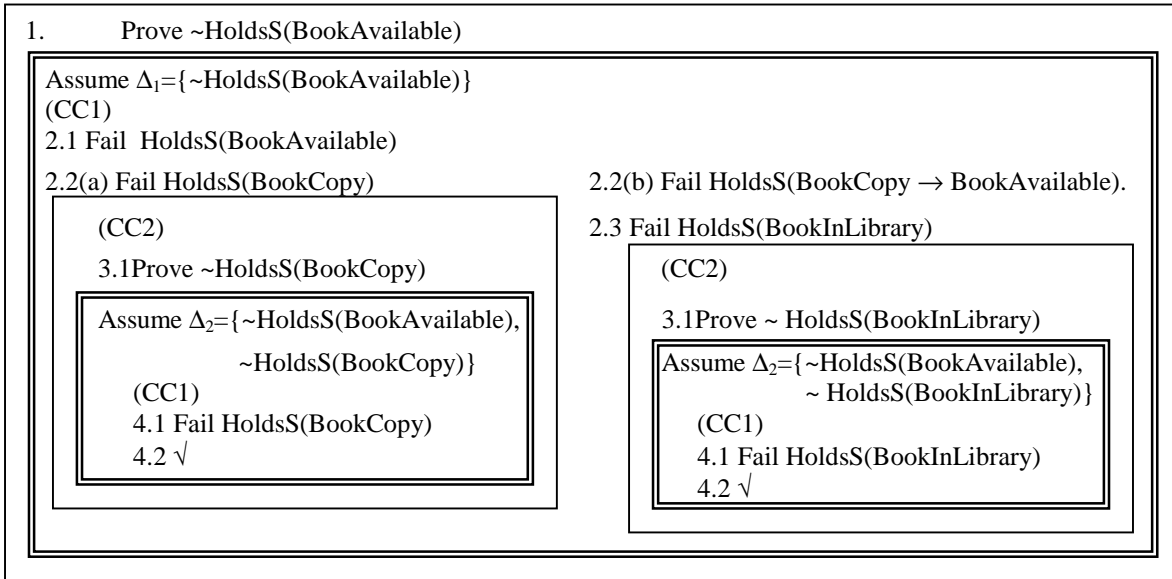 1. Prove ~HoldsS(BookAvailable)
Assume Δ₁={~HoldsS(BookAvailable)}
(CC1)
2.1 Fail HoldsS(BookAvailable)
2.2(a) Fail HoldsS(BookCopy)
(CC2)
3.1Prove ~HoldsS(BookCopy)
Assume Δ₂={~HoldsS(BookAvailable),
~HoldsS(BookCopy)}
(CC1)
4.1 Fail HoldsS(BookCopy)
4.2 √
2.2(b) Fail HoldsS(BookCopy → BookAvailable).
2.3 Fail HoldsS(BookInLibrary)
(CC2)
3.1Prove ~ HoldsS(BookInLibrary)
Assume Δ₂={~HoldsS(BookAvailable),
~ HoldsS(BookInLibrary)}
(CC1)
4.1 Fail HoldsS(BookInLibrary)
4.2 √